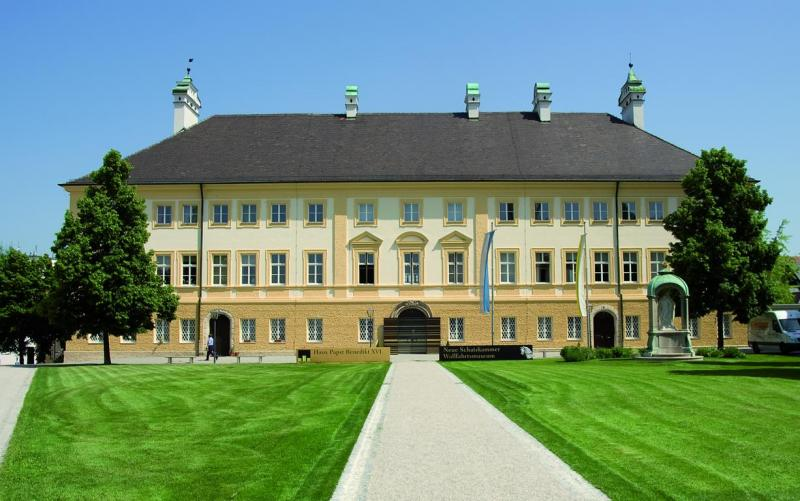 Haus Papst Benedikt XVI
Neue Schatzkammer
Wallfahrtsmuseum